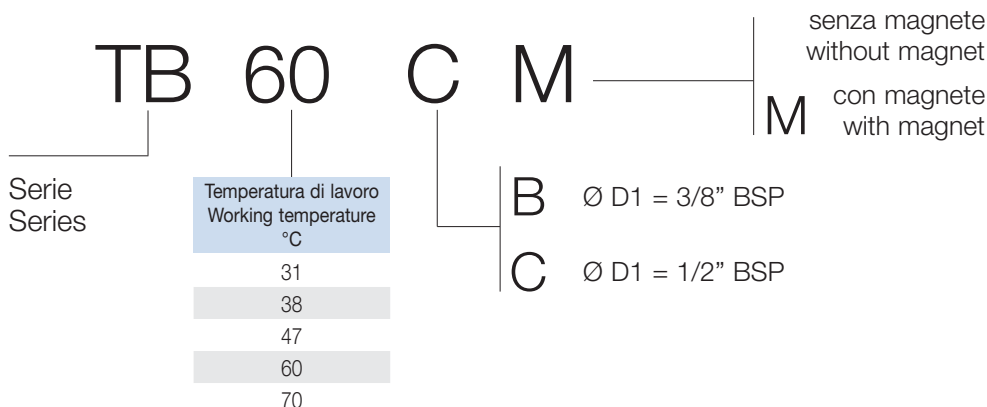 TB 60 C M
senza magnete
without magnet
M con magnete
with magnet
Serie
Series
Temperatura di lavoro
Working temperature
°C
31
38
47
60
70
B Ø D1 = 3/8” BSP
C Ø D1 = 1/2” BSP